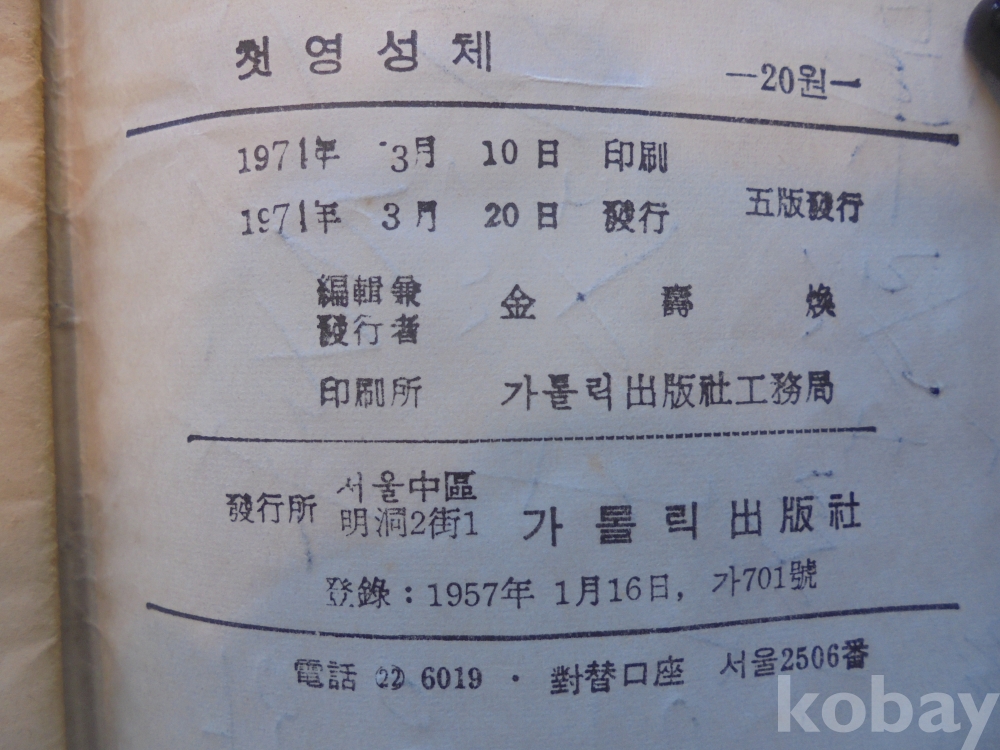 첫영성체
—20원—
1971年 3月 10日 印刷
1971年 3月 20日 發行 五版發行
編輯兼
發行者 金壽煥
印刷所 가톨릭出版社工務局
發行所 서울中區
明洞2街1 가톨릭出版社
登錄 : 1957年 1月16日, 가701號
電話 22 6019 · 對替口座 서울2506番
kobay